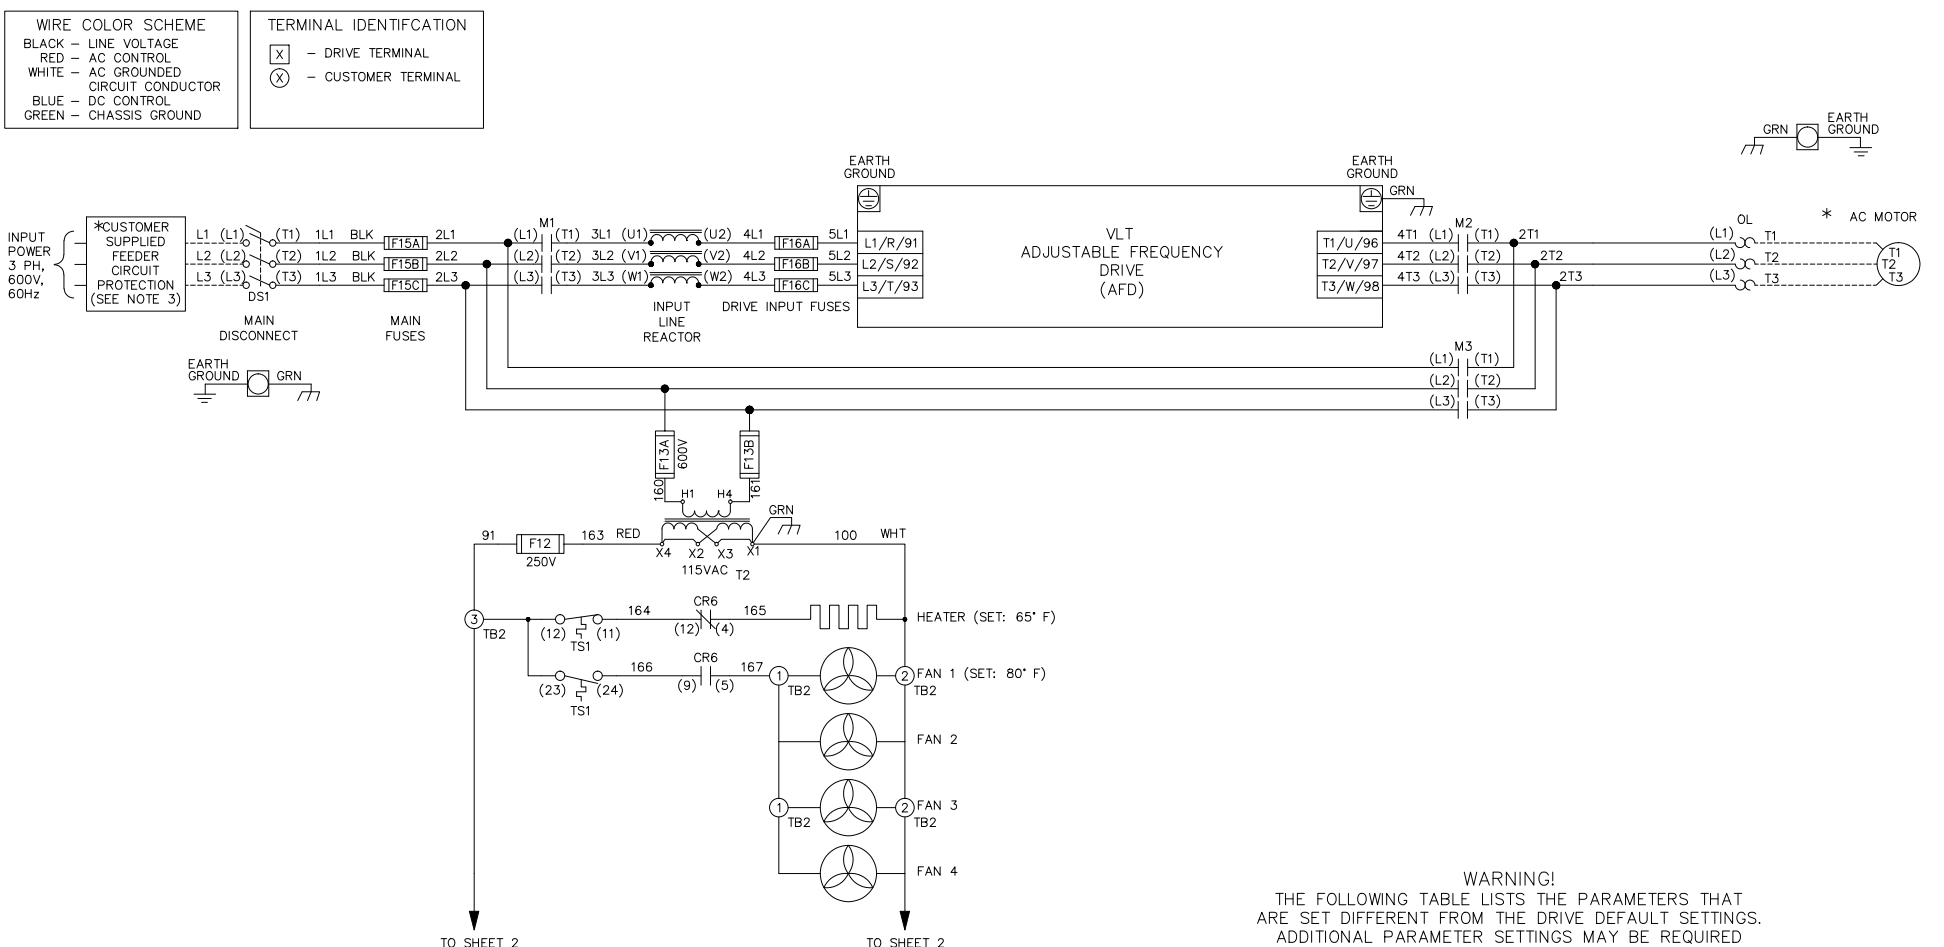 WIRE COLOR SCHEME
BLACK – LINE VOLTAGE
RED – AC CONTROL
WHITE – AC GROUNDED
CIRCUIT CONDUCTOR
BLUE – DC CONTROL
GREEN – CHASSIS GROUND
TERMINAL IDENTIFCATION
X – DRIVE TERMINAL
X – CUSTOMER TERMINAL
GRN
EARTH
GROUND
INPUT
POWER
3 PH,
600V,
60Hz
*CUSTOMER
SUPPLIED
FEEDER
CIRCUIT
PROTECTION
(SEE NOTE 3)
L1 (L1) (T1) 1L1 BLK F15A 2L1 (L1) M1 (T1) 3L1 (U1) (U2) 4L1 F16A 5L1 L1/R/91
L2 (L2) (T2) 1L2 BLK F15B 2L2 (L2) (T2) 3L2 (V1) (V2) 4L2 F16B 5L2 L2/S/92
L3 (L3) (T3) 1L3 BLK F15C 2L3 (L3) (T3) 3L3 (W1) (W2) 4L3 F16C 5L3 L3/T/93
DS1
MAIN
DISCONNECT
MAIN
FUSES
INPUT
LINE
REACTOR
DRIVE INPUT FUSES
EARTH
GROUND
VLT
ADJUSTABLE FREQUENCY
DRIVE
(AFD)
EARTH
GROUND
GRN
T1/U/96 4T1 (L1) M2 (T1) 2T1 (L1) OL T1
T2/V/97 4T2 (L2) (T2) 2T2 (L2) T2
T3/W/98 4T3 (L3) (T3) 2T3 (L3) T3
* AC MOTOR
T1
T2
T3
EARTH
GROUND
GRN
M3
(L1) (T1)
(L2) (T2)
(L3) (T3)
F13A
600V
F13B
160
161
H1 H4
GRN
91 F12 163 RED
250V
X4 X2 X3 X1
100 WHT
115VAC T2
3
TB2
(12) (11)
TS1
164
CR6
(12) (4)
165
HEATER (SET: 65° F)
(23) (24)
TS1
166
CR6
(9) (5)
167
1
TB2
2
TB2
FAN 1 (SET: 80° F)
FAN 2
1
TB2
2
TB2
FAN 3
FAN 4
TO SHEET 2
TO SHEET 2
WARNING!
THE FOLLOWING TABLE LISTS THE PARAMETERS THAT
ARE SET DIFFERENT FROM THE DRIVE DEFAULT SETTINGS.
ADDITIONAL PARAMETER SETTINGS MAY BE REQUIRED